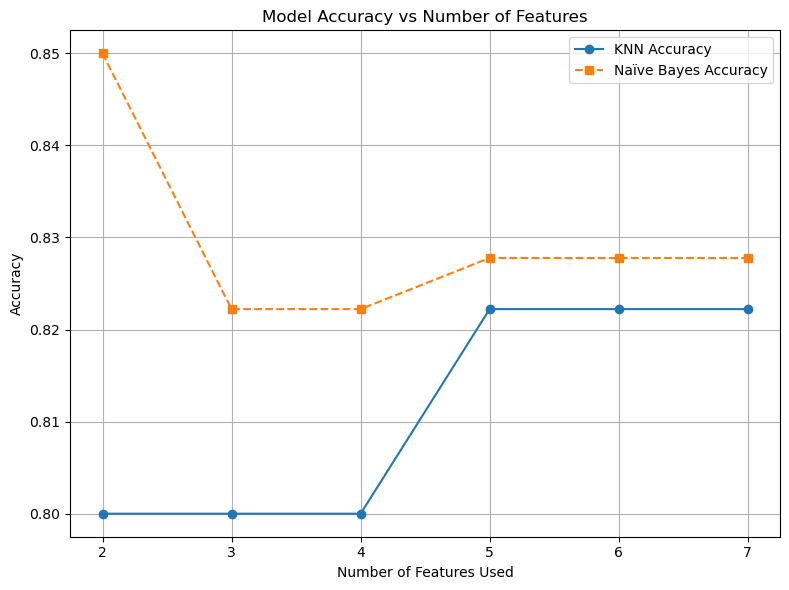 Model Accuracy vs Number of Features
KNN Accuracy
Naïve Bayes Accuracy
Accuracy
0.85
0.84
0.83
0.82
0.81
0.80
2 3 4 5 6 7
Number of Features Used